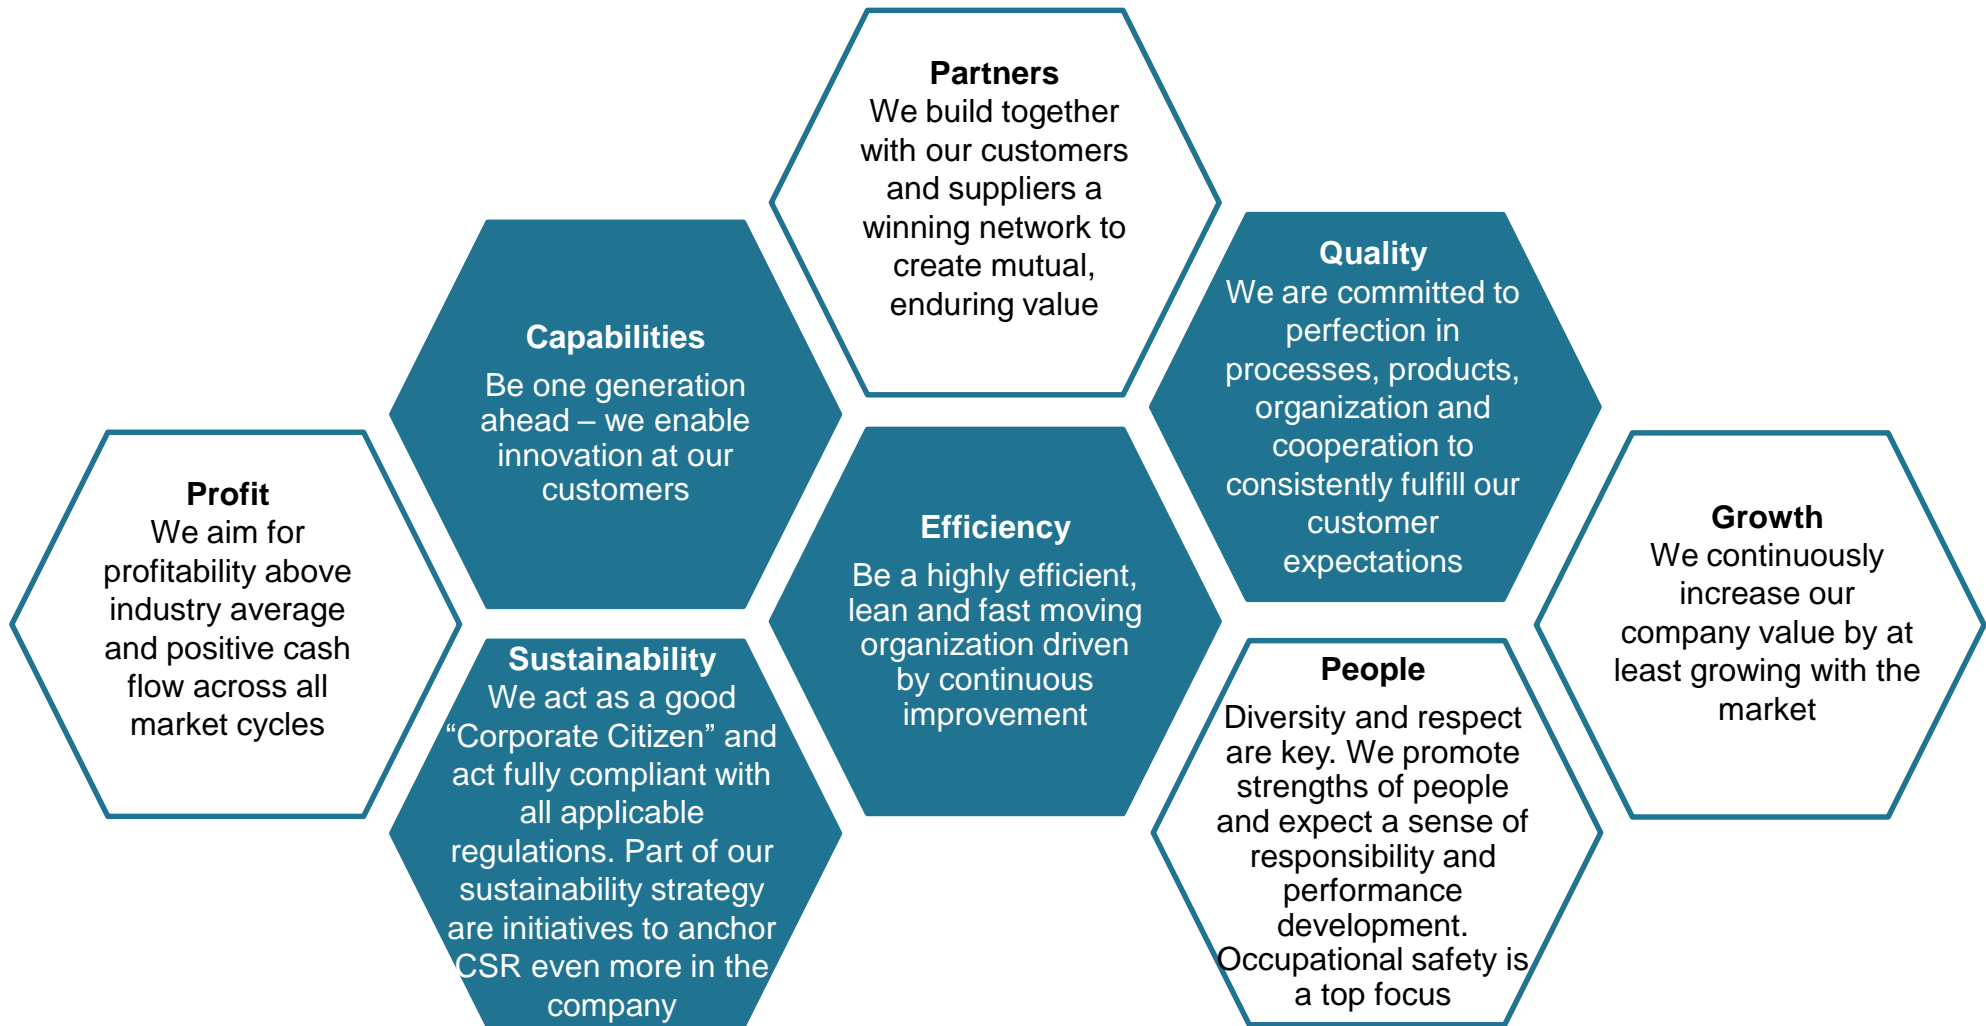 Partners
We build together
with our customers
and suppliers a
winning network to
create mutual,
enduring value
Capabilities
Be one generation
ahead – we enable
innovation at our
customers
Quality
We are committed to
perfection in
processes, products,
organization and
cooperation to
consistently fulfill our
customer
expectations
Profit
We aim for
profitability above
industry average
and positive cash
flow across all
market cycles
Efficiency
Be a highly efficient,
lean and fast moving
organization driven
by continuous
improvement
Growth
We continuously
increase our
company value by at
least growing with the
market
Sustainability
We act as a good
“Corporate Citizen” and
act fully compliant with
all applicable
regulations. Part of our
sustainability strategy
are initiatives to anchor
CSR even more in the
company
People
Diversity and respect
are key. We promote
strengths of people
and expect a sense of
responsibility and
performance
development.
Occupational safety is
a top focus